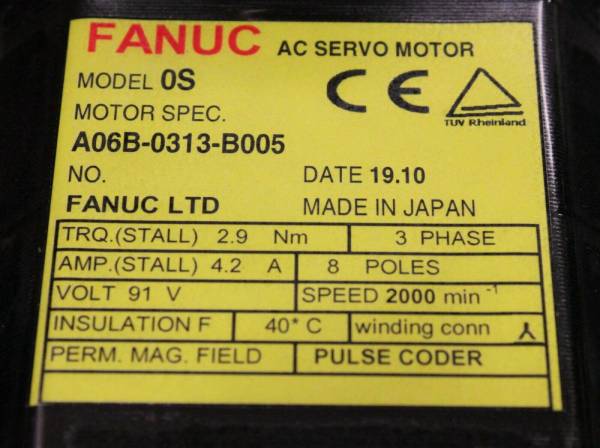 FANUC AC SERVO MOTOR
MODEL 0S
MOTOR SPEC.
CE
TUV Rheinland
A06B-0313-B005
NO. DATE 19.10
FANUC LTD MADE IN JAPAN
TRQ.(STALL) 2.9 Nm 3 PHASE
AMP.(STALL) 4.2 A 8 POLES
VOLT 91 V SPEED 2000 min⁻¹
INSULATION F 40* C winding conn
PERM. MAG. FIELD PULSE CODER